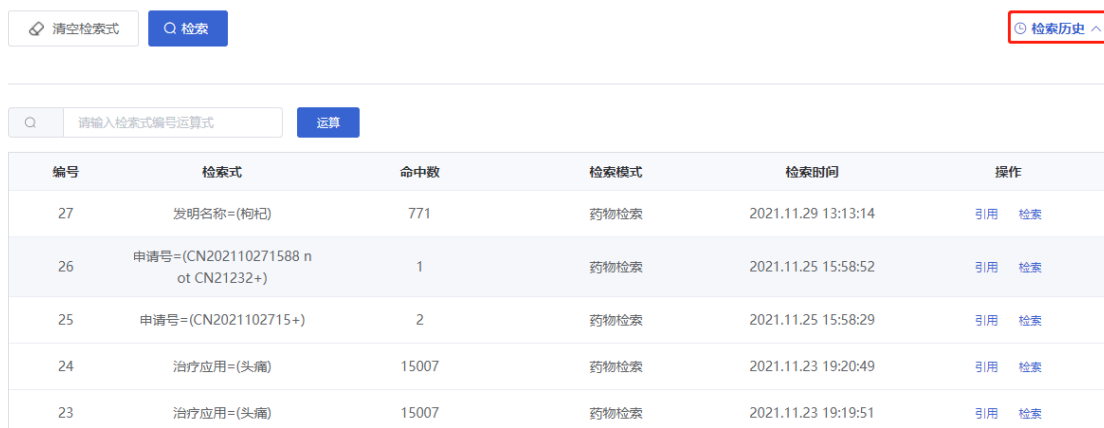 清空检索式 检索 检索历史
请输入检索式编号运算式 运算
编号 检索式 命中数 检索模式 检索时间 操作
27 发明名称=(枸杞) 771 药物检索 2021.11.29 13:13:14 引用 检索
26 申请号=(CN202110271588 n
ot CN21232+) 1 药物检索 2021.11.25 15:58:52 引用 检索
25 申请号=(CN2021102715+) 2 药物检索 2021.11.25 15:58:29 引用 检索
24 治疗应用=(头痛) 15007 药物检索 2021.11.23 19:20:49 引用 检索
23 治疗应用=(头痛) 15007 药物检索 2021.11.23 19:19:51 引用 检索